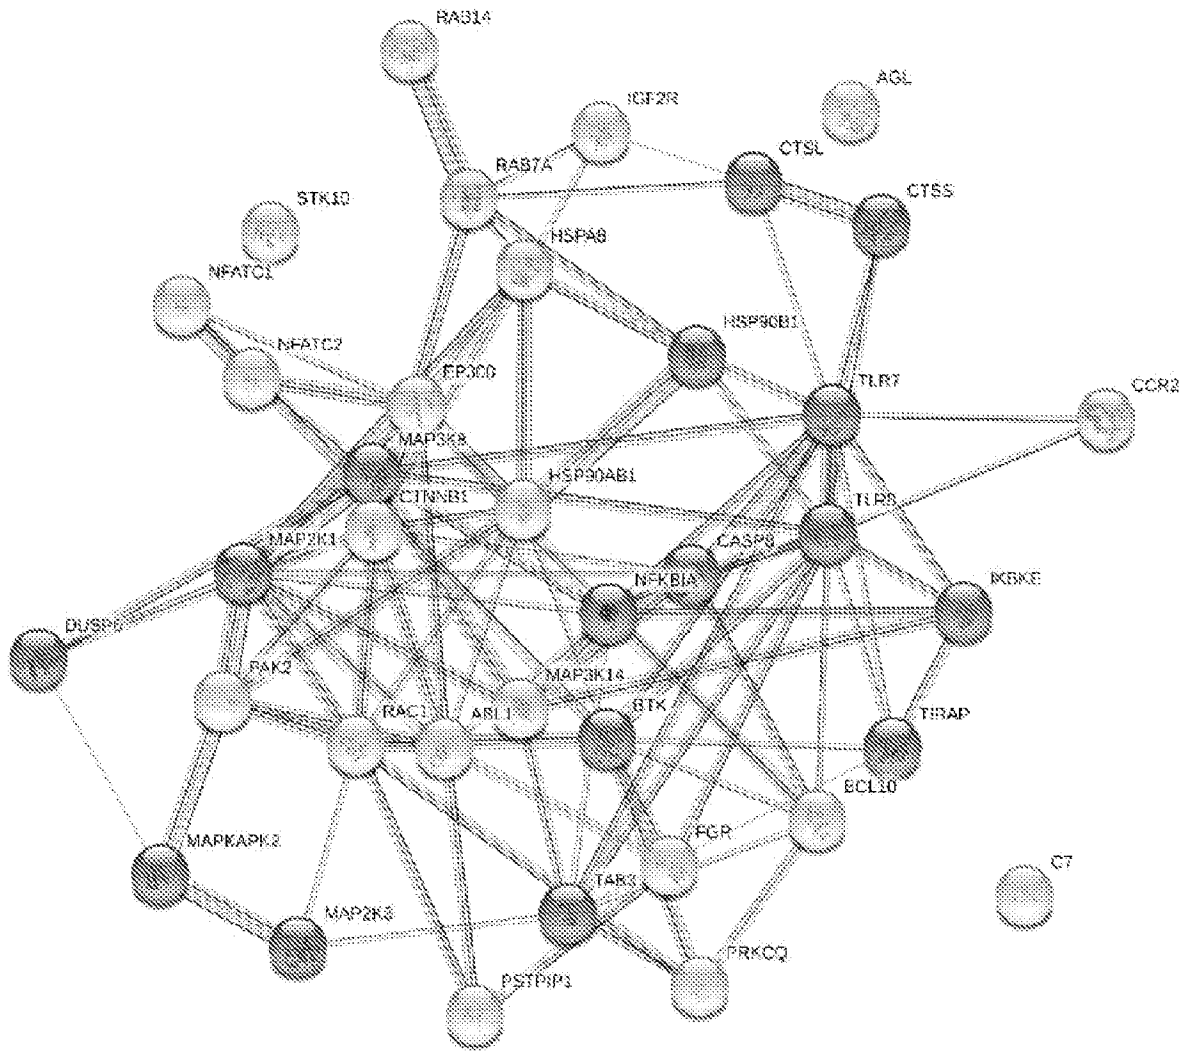 RAB14
AGL
IGF2R
CTSL
RAB7A
CTSS
STK10
HSPA8
NFATC1
HSP90B1
NFATC2
EP300
TLR7
CCR2
MAP3K8
HSP90AB1
CTNNB1
TLR8
MAP3K1
CASP8
NFKBIA
IKBKE
DUSP6
PAK2
MAP3K14
BTK
RAC1
ABL1
TIRAP
BCL10
MAPKAPK2
FGR
C7
TAB3
MAP2K3
PRKCQ
PSTPIP1